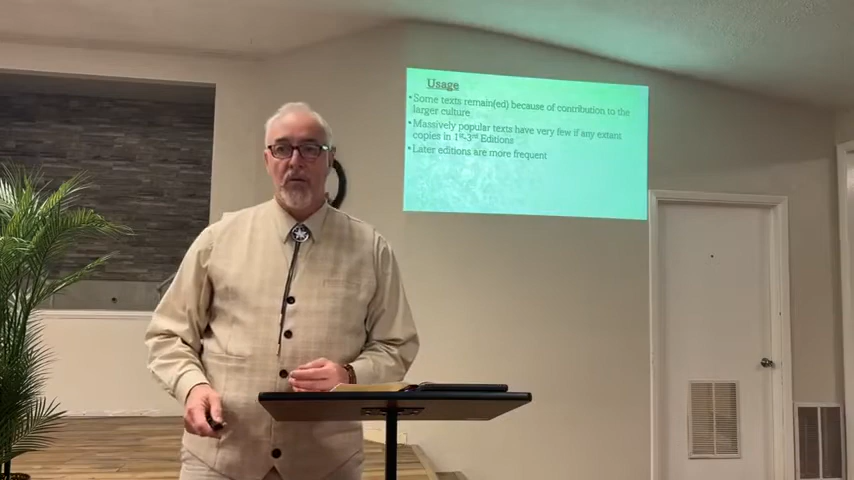 Usage
•Some texts remain(ed) because of contribution to the
larger culture
•Massively popular texts have very few if any extant
copies in 1st-3rd Editions
•Later editions are more frequent